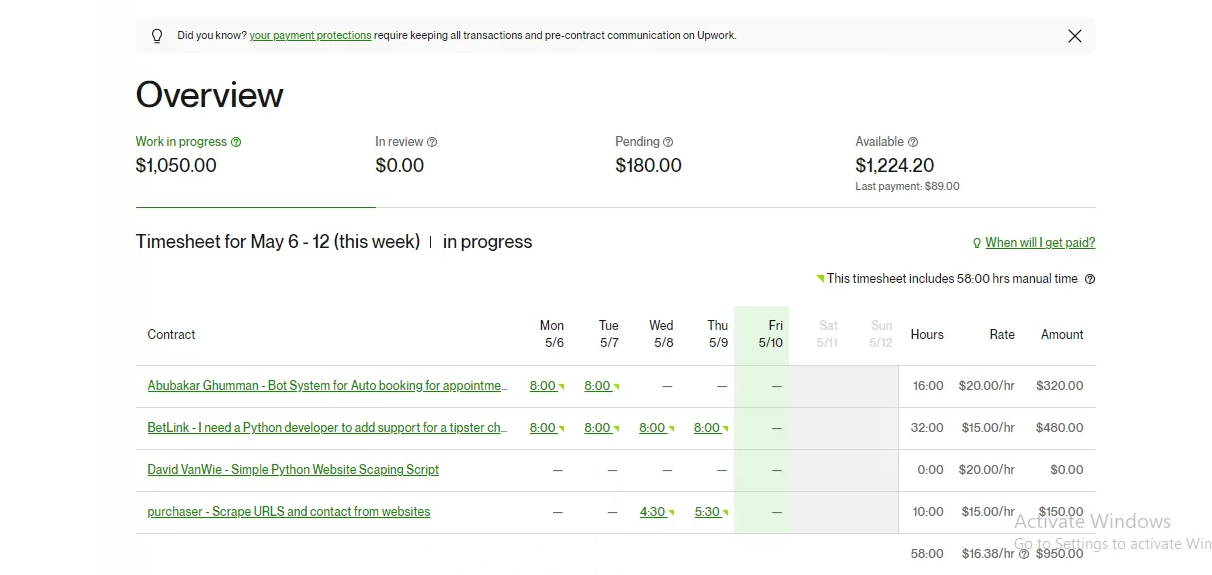 Did you know? your payment protections require keeping all transactions and pre-contract communication on Upwork.
Overview
Work in progress In review Pending Available
$1,050.00 $0.00 $180.00 $1,224.20
Last payment: $89.00
Timesheet for May 6 - 12 (this week) | in progress When will I get paid?
This timesheet includes 58:00 hrs manual time
Contract Mon 5/6 Tue 5/7 Wed 5/8 Thu 5/9 Fri 5/10 Sat 5/11 Sun 5/12 Hours Rate Amount
Abubakar Ghumman - Bot System for Auto booking for appointme... 8:00 8:00 — — — 16:00 $20.00/hr $320.00
BetLink - I need a Python developer to add support for a tipster ch... 8:00 8:00 8:00 8:00 — 32:00 $15.00/hr $480.00
David VanWie - Simple Python Website Scaping Script — — — — — 0:00 $20.00/hr $0.00
purchaser - Scrape URLS and contact from websites — — 4:30 5:30 — 10:00 $15.00/hr $150.00
58:00 $16.38/hr $950.00
Activate Windows
Go to Settings to activate Win